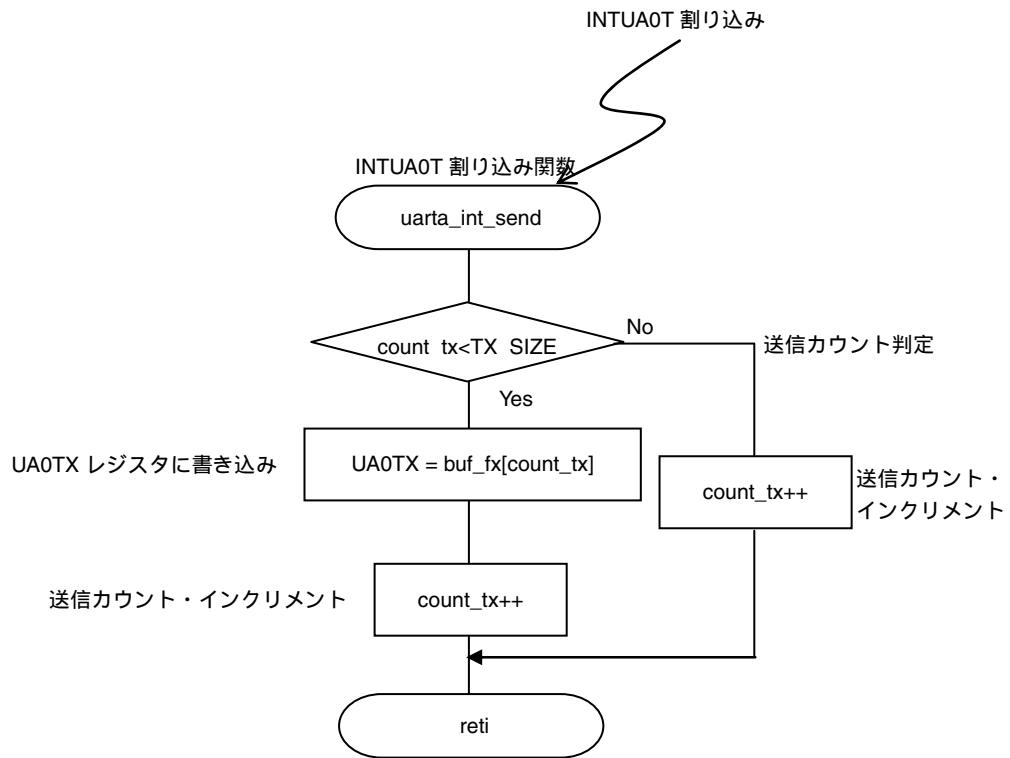 INTUA0T 割り込み
INTUA0T 割り込み関数
uarta_int_send
count tx<TX SIZE
No
送信カウント判定
Yes
UA0TX レジスタに書き込み
UA0TX = buf_fx[count_tx]
count_tx++
送信カウント・
インクリメント
送信カウント・インクリメント
count_tx++
reti